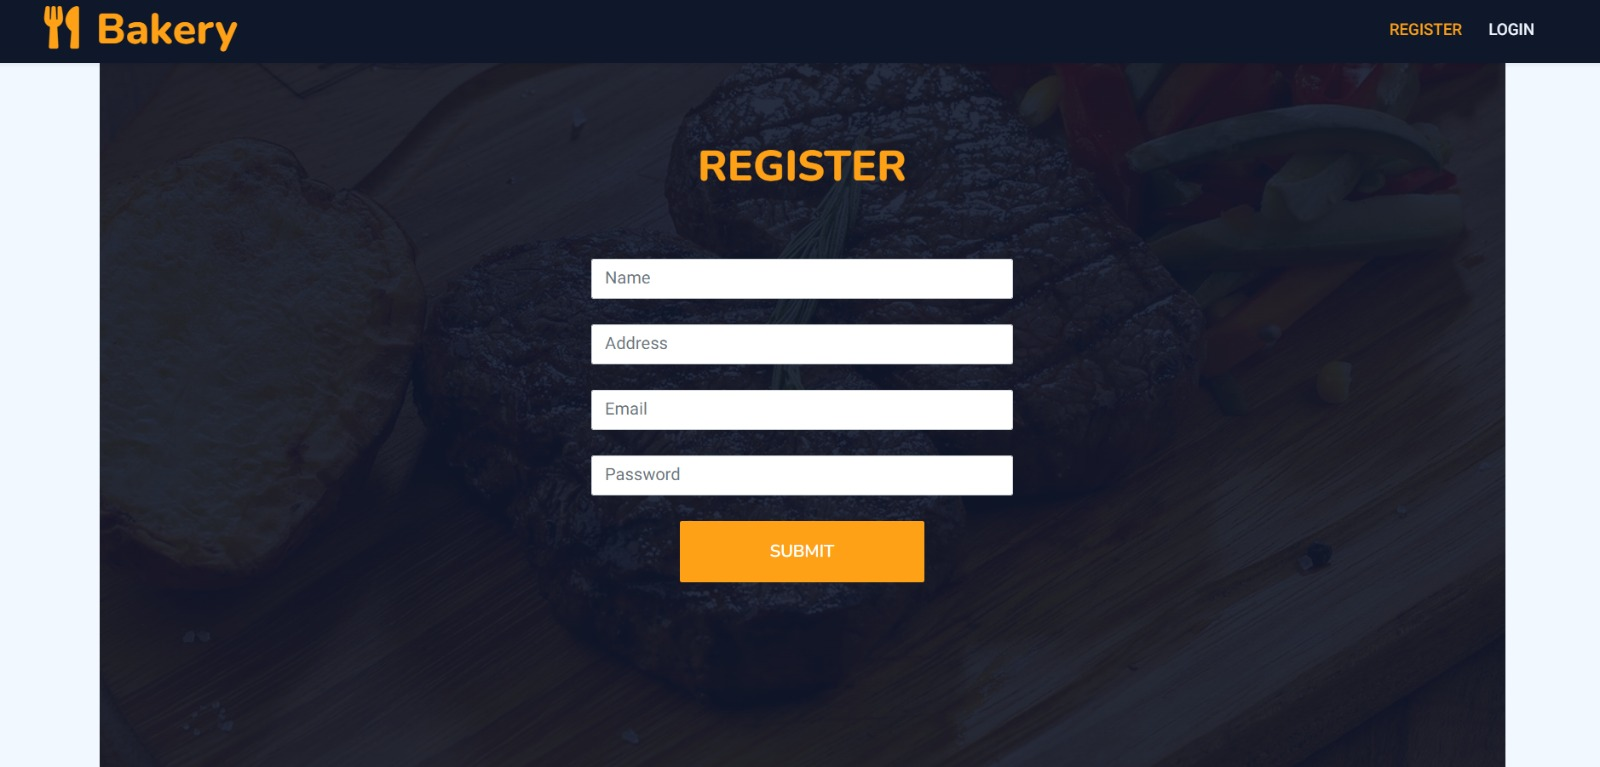 Bakery
REGISTER
LOGIN
REGISTER
Name
Address
Email
Password
SUBMIT